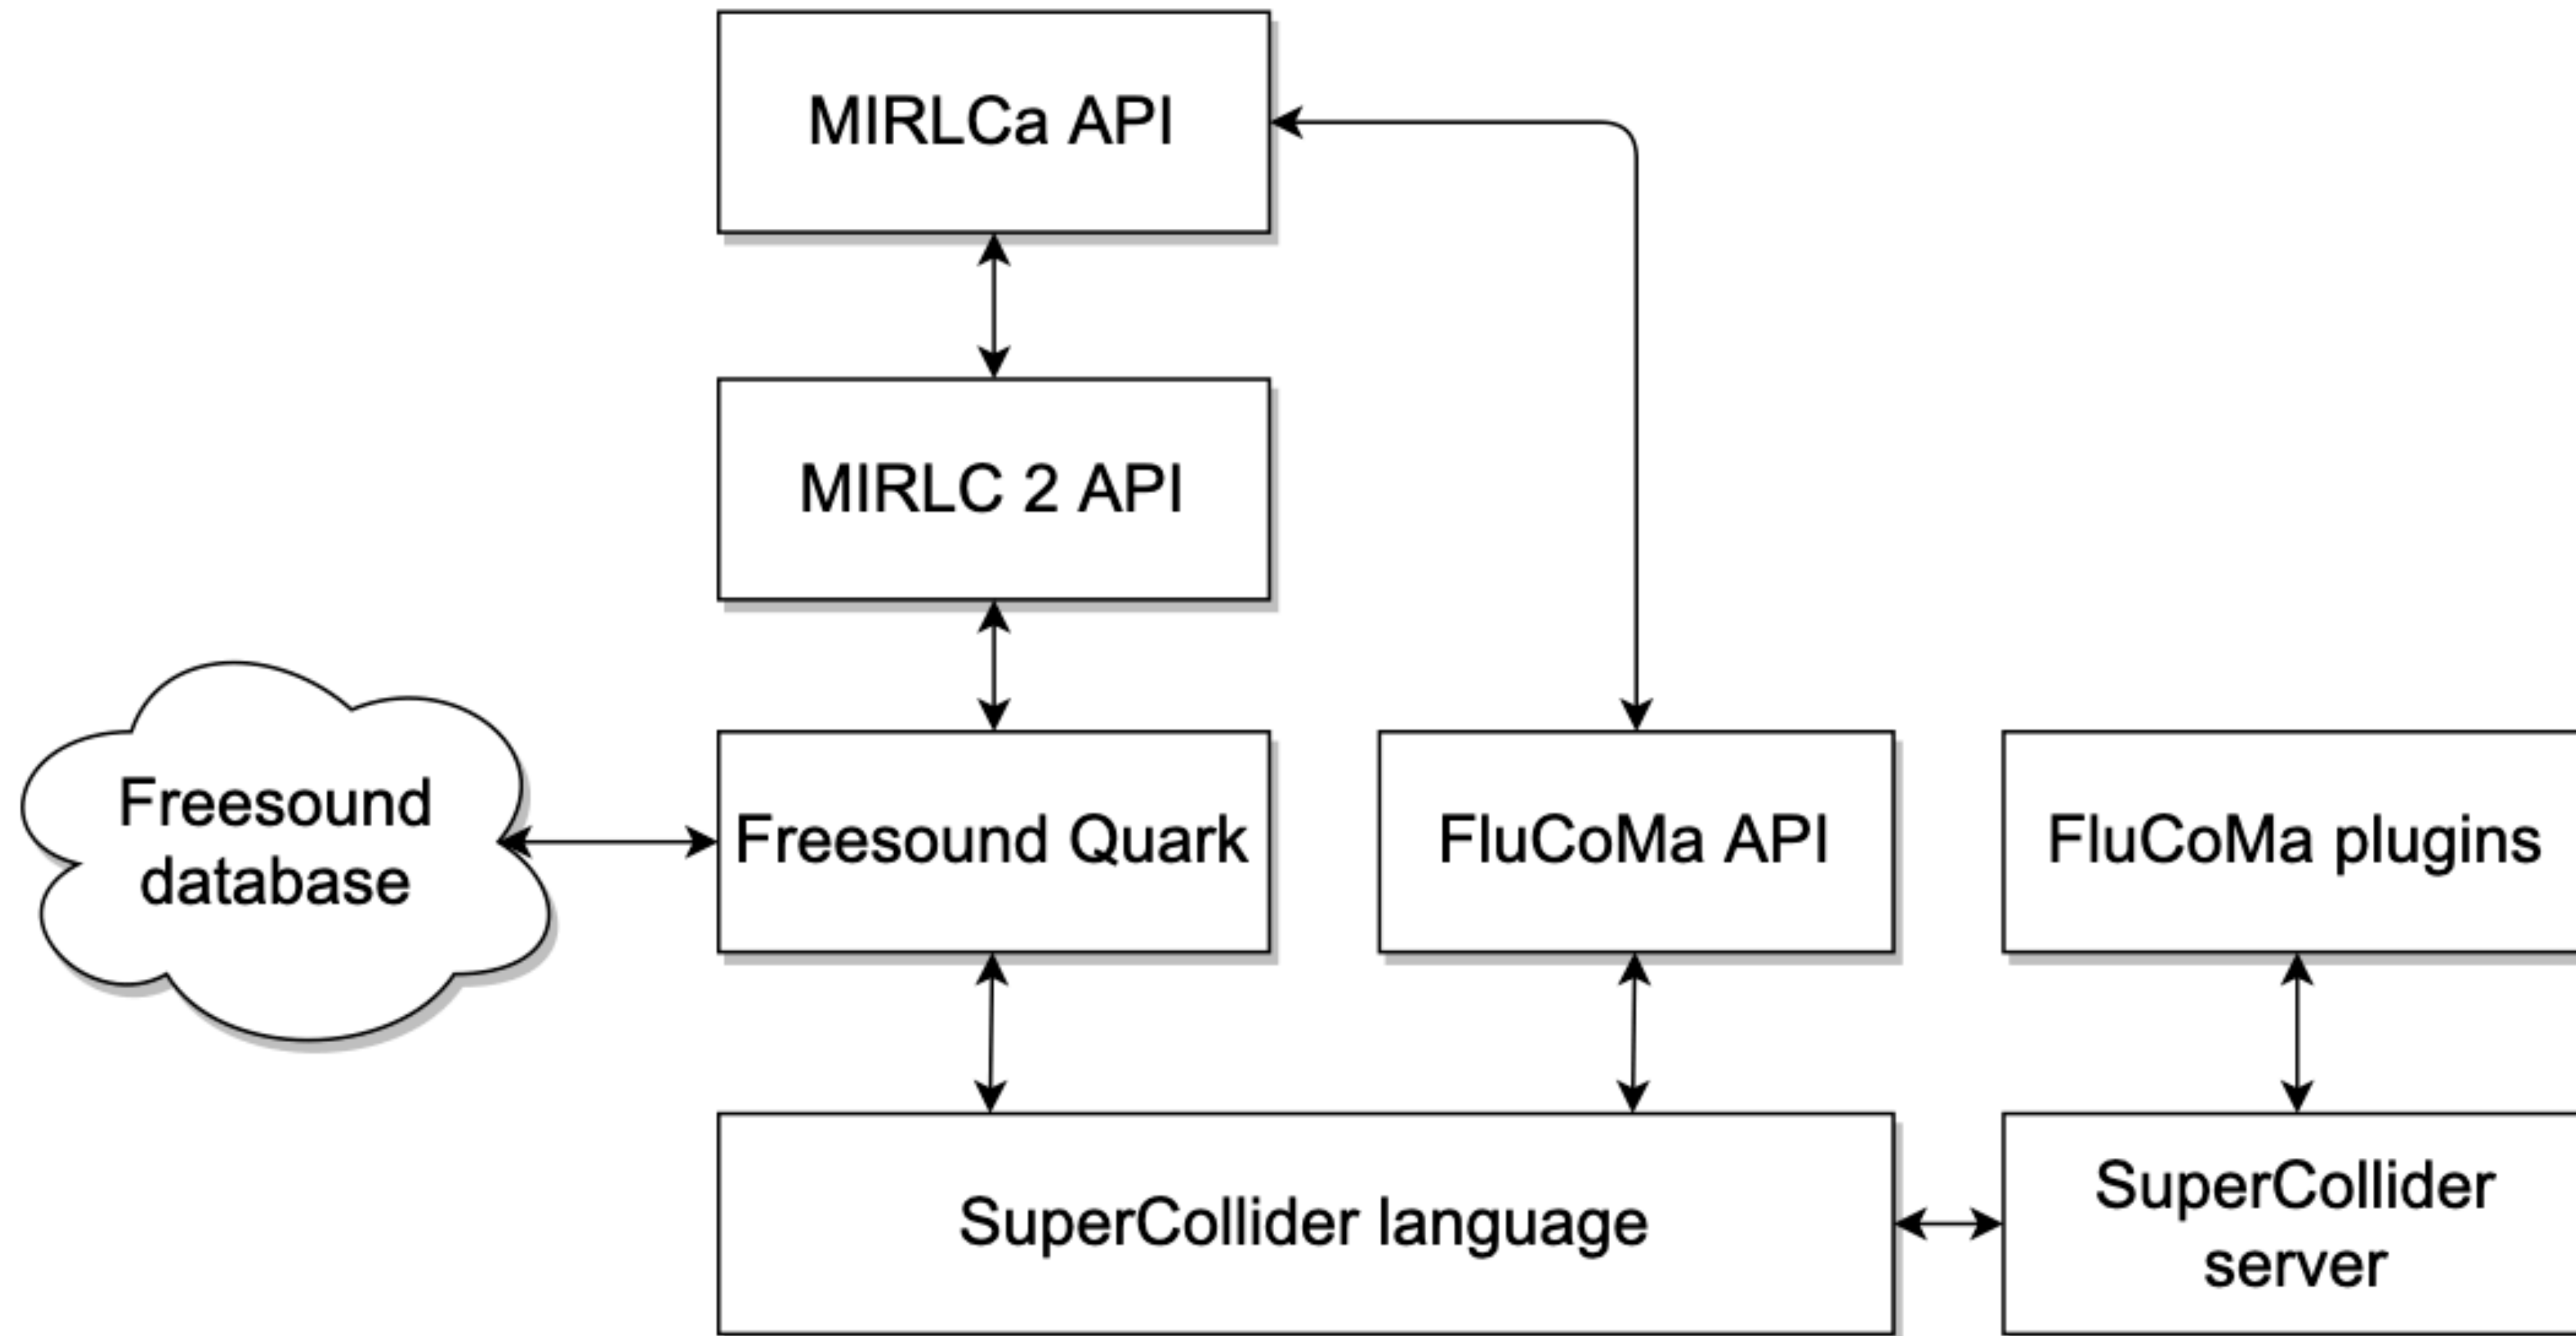 MIRLCa API
MIRLC 2 API
Freesound
database
Freesound Quark
FluCoMa API
FluCoMa plugins
SuperCollider language
SuperCollider
server